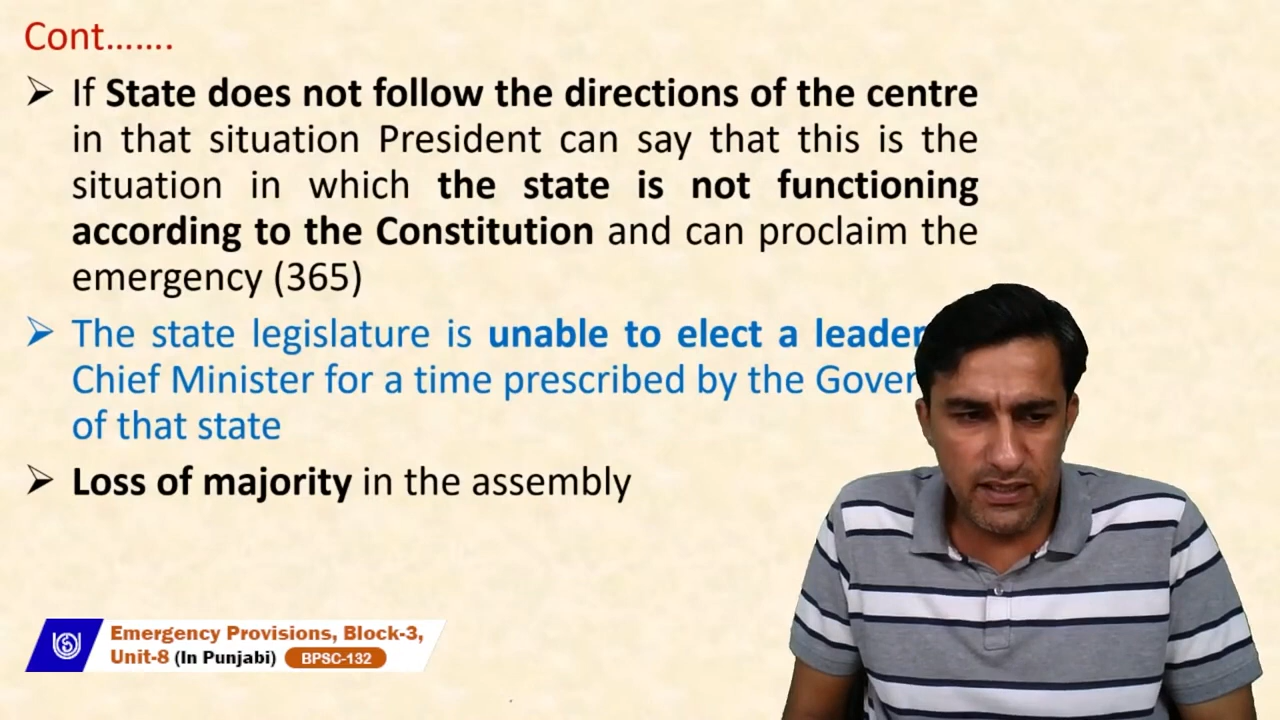 Cont…….
➢ If State does not follow the directions of the centre
in that situation President can say that this is the
situation in which the state is not functioning
according to the Constitution and can proclaim the
emergency (365)
➢ The state legislature is unable to elect a leader
Chief Minister for a time prescribed by the
of that state
➢ Loss of majority in the assembly
Emergency Provisions, Block-3,
Unit-8 (In Punjabi) BPSC-132